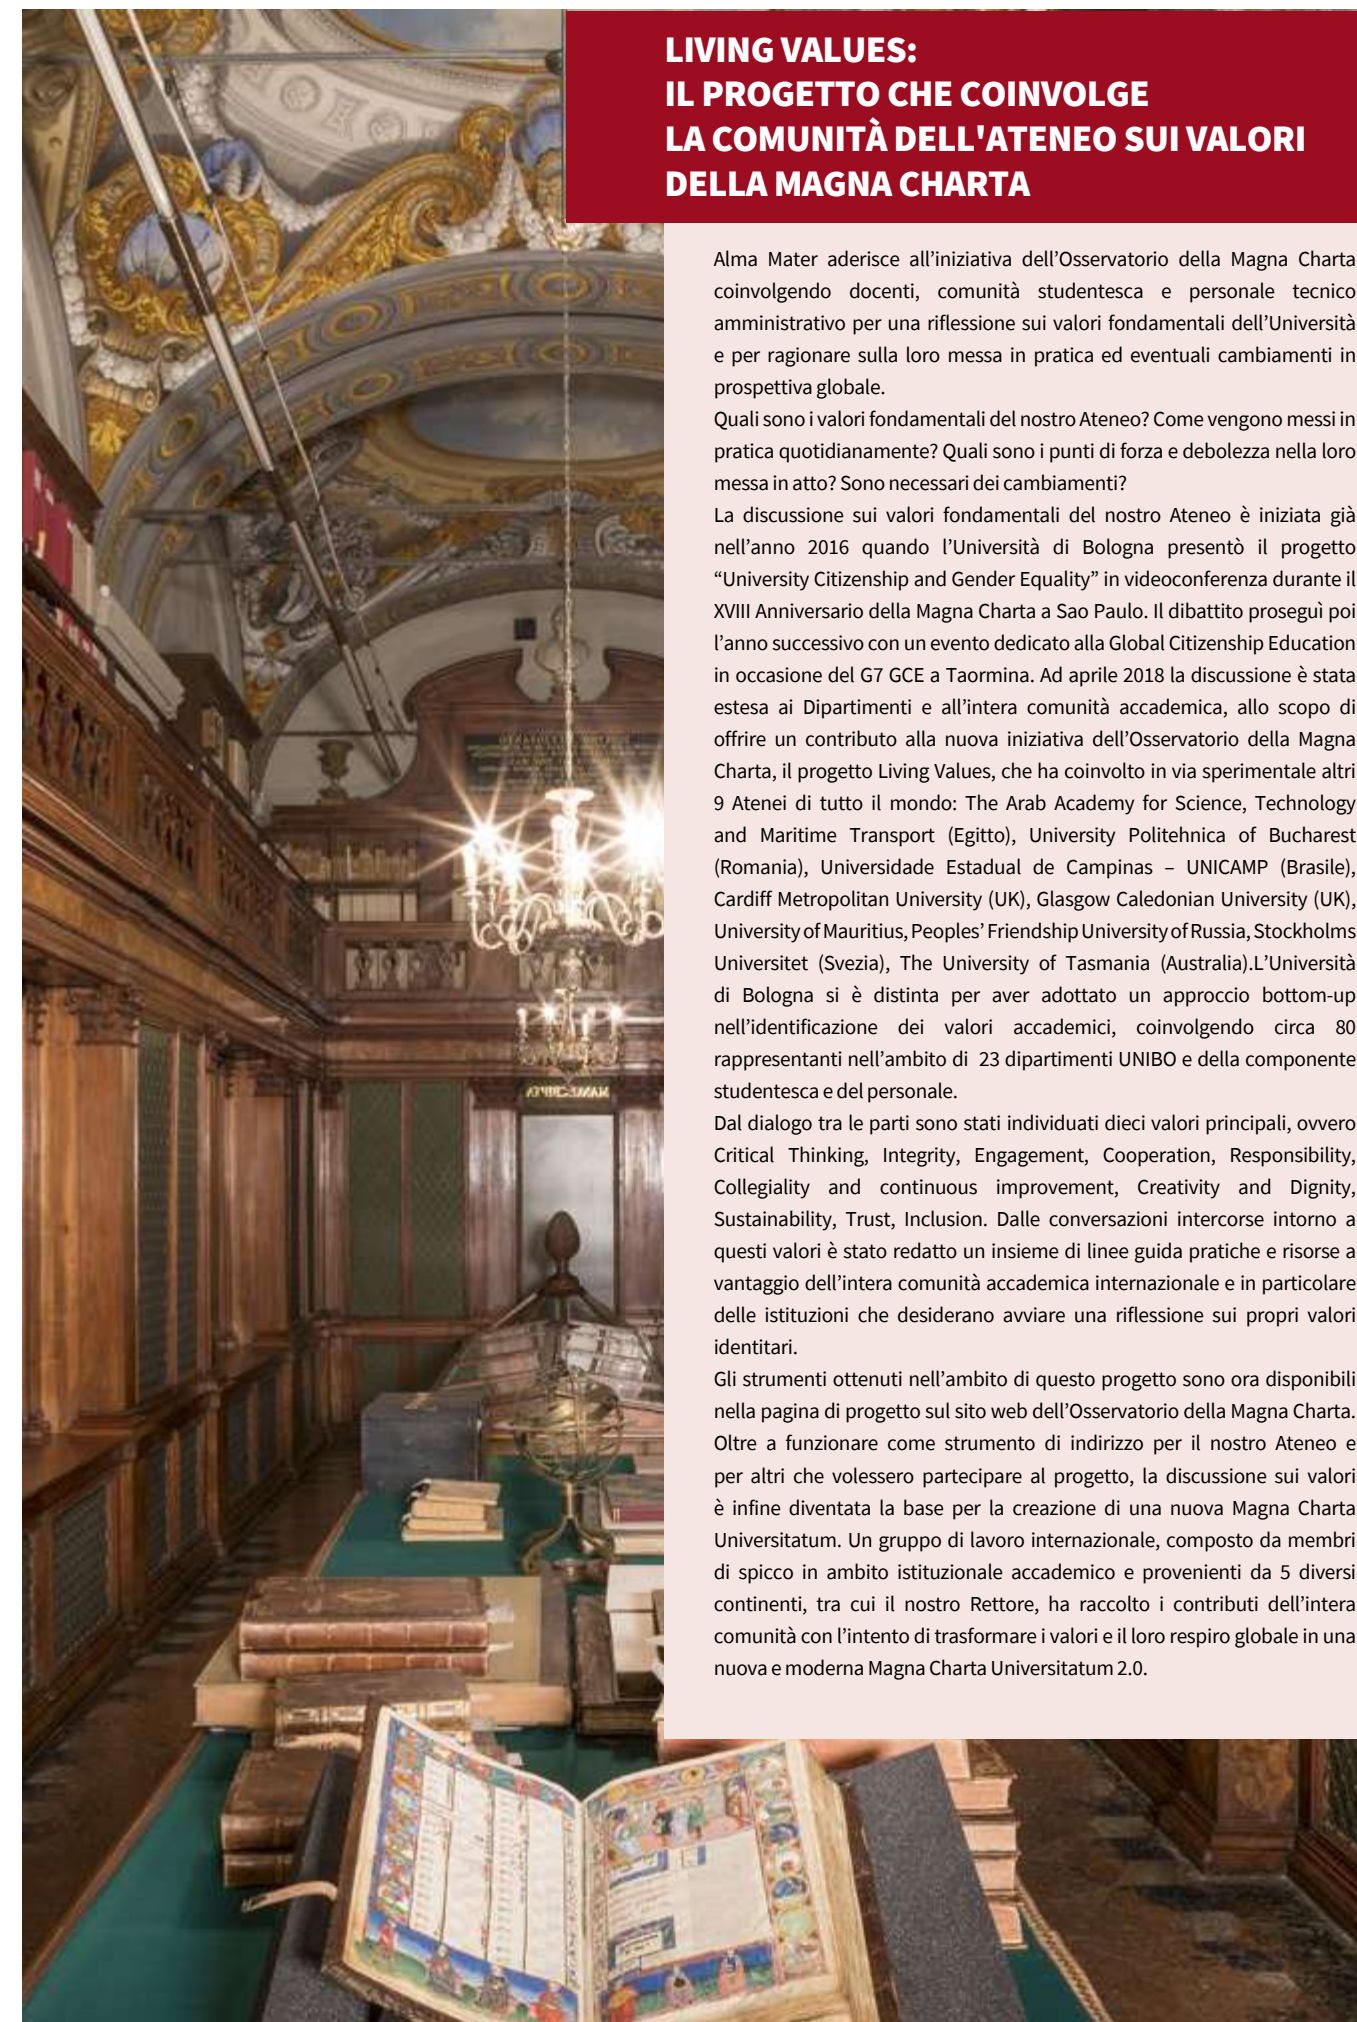 LIVING VALUES:
IL PROGETTO CHE COINVOLGE
LA COMUNITÀ DELL'ATENEO SUI VALORI
DELLA MAGNA CHARTA
Alma Mater aderisce all’iniziativa dell’Osservatorio della Magna Charta
coinvolgendo docenti, comunità studentesca e personale tecnico
amministrativo per una riflessione sui valori fondamentali dell’Università
e per ragionare sulla loro messa in pratica ed eventuali cambiamenti in
prospettiva globale.
Quali sono i valori fondamentali del nostro Ateneo? Come vengono messi in
pratica quotidianamente? Quali sono i punti di forza e debolezza nella loro
messa in atto? Sono necessari dei cambiamenti?
La discussione sui valori fondamentali del nostro Ateneo è iniziata già
nell’anno 2016 quando l’Università di Bologna presentò il progetto
“University Citizenship and Gender Equality” in videoconferenza durante il
XVIII Anniversario della Magna Charta a Sao Paulo. Il dibattito proseguì poi
l’anno successivo con un evento dedicato alla Global Citizenship Education
in occasione del G7 GCE a Taormina. Ad aprile 2018 la discussione è stata
estesa ai Dipartimenti e all’intera comunità accademica, allo scopo di
offrire un contributo alla nuova iniziativa dell’Osservatorio della Magna
Charta, il progetto Living Values, che ha coinvolto in via sperimentale altri
9 Atenei di tutto il mondo: The Arab Academy for Science, Technology
and Maritime Transport (Egitto), University Politehnica of Bucharest
(Romania), Universidade Estadual de Campinas – UNICAMP (Brasile),
Cardiff Metropolitan University (UK), Glasgow Caledonian University (UK),
University of Mauritius, Peoples’ Friendship University of Russia, Stockholms
Universitet (Svezia), The University of Tasmania (Australia).L’Università
di Bologna si è distinta per aver adottato un approccio bottom-up
nell’identificazione dei valori accademici, coinvolgendo circa 80
rappresentanti nell’ambito di 23 dipartimenti UNIBO e della componente
studentesca e del personale.
Dal dialogo tra le parti sono stati individuati dieci valori principali, ovvero
Critical Thinking, Integrity, Engagement, Cooperation, Responsibility,
Collegiality and continuous improvement, Creativity and Dignity,
Sustainability, Trust, Inclusion. Dalle conversazioni intercorse intorno a
questi valori è stato redatto un insieme di linee guida pratiche e risorse a
vantaggio dell’intera comunità accademica internazionale e in particolare
delle istituzioni che desiderano avviare una riflessione sui propri valori
identitari.
Gli strumenti ottenuti nell’ambito di questo progetto sono ora disponibili
nella pagina di progetto sul sito web dell’Osservatorio della Magna Charta.
Oltre a funzionare come strumento di indirizzo per il nostro Ateneo e
per altri che volessero partecipare al progetto, la discussione sui valori
è infine diventata la base per la creazione di una nuova Magna Charta
Universitatum. Un gruppo di lavoro internazionale, composto da membri
di spicco in ambito istituzionale accademico e provenienti da 5 diversi
continenti, tra cui il nostro Rettore, ha raccolto i contributi dell’intera
comunità con l’intento di trasformare i valori e il loro respiro globale in una
nuova e moderna Magna Charta Universitatum 2.0.